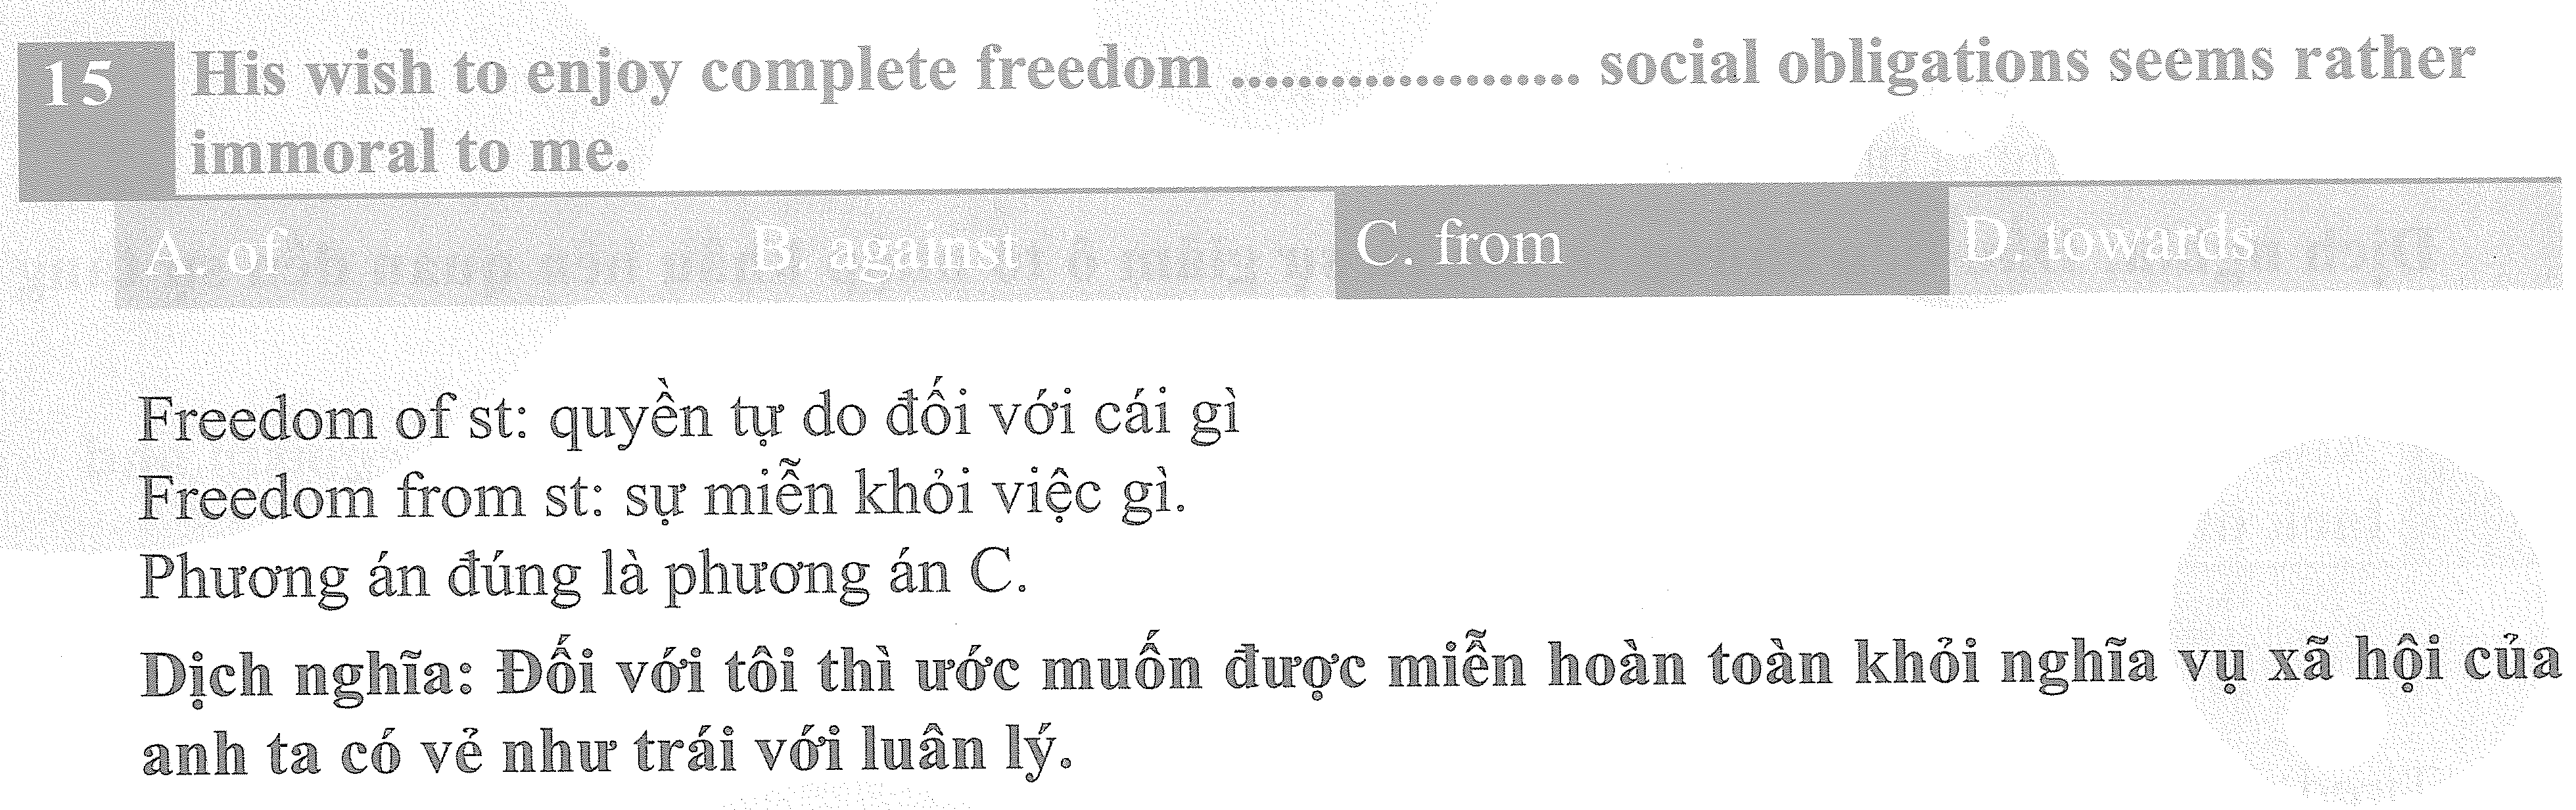 15 His wish to enjoy complete freedom .................... social obligations seems rather
immoral to me.
A. of B. against C. from D. towards
Freedom of st: quyền tự do đối với cái gì
Freedom from st: sự miễn khỏi việc gì.
Phương án đúng là phương án C.
Dịch nghĩa: Đối với tôi thì ước muốn được miễn hoàn toàn khỏi nghĩa vụ xã hội của
anh ta có vẻ như trái với luân lý.